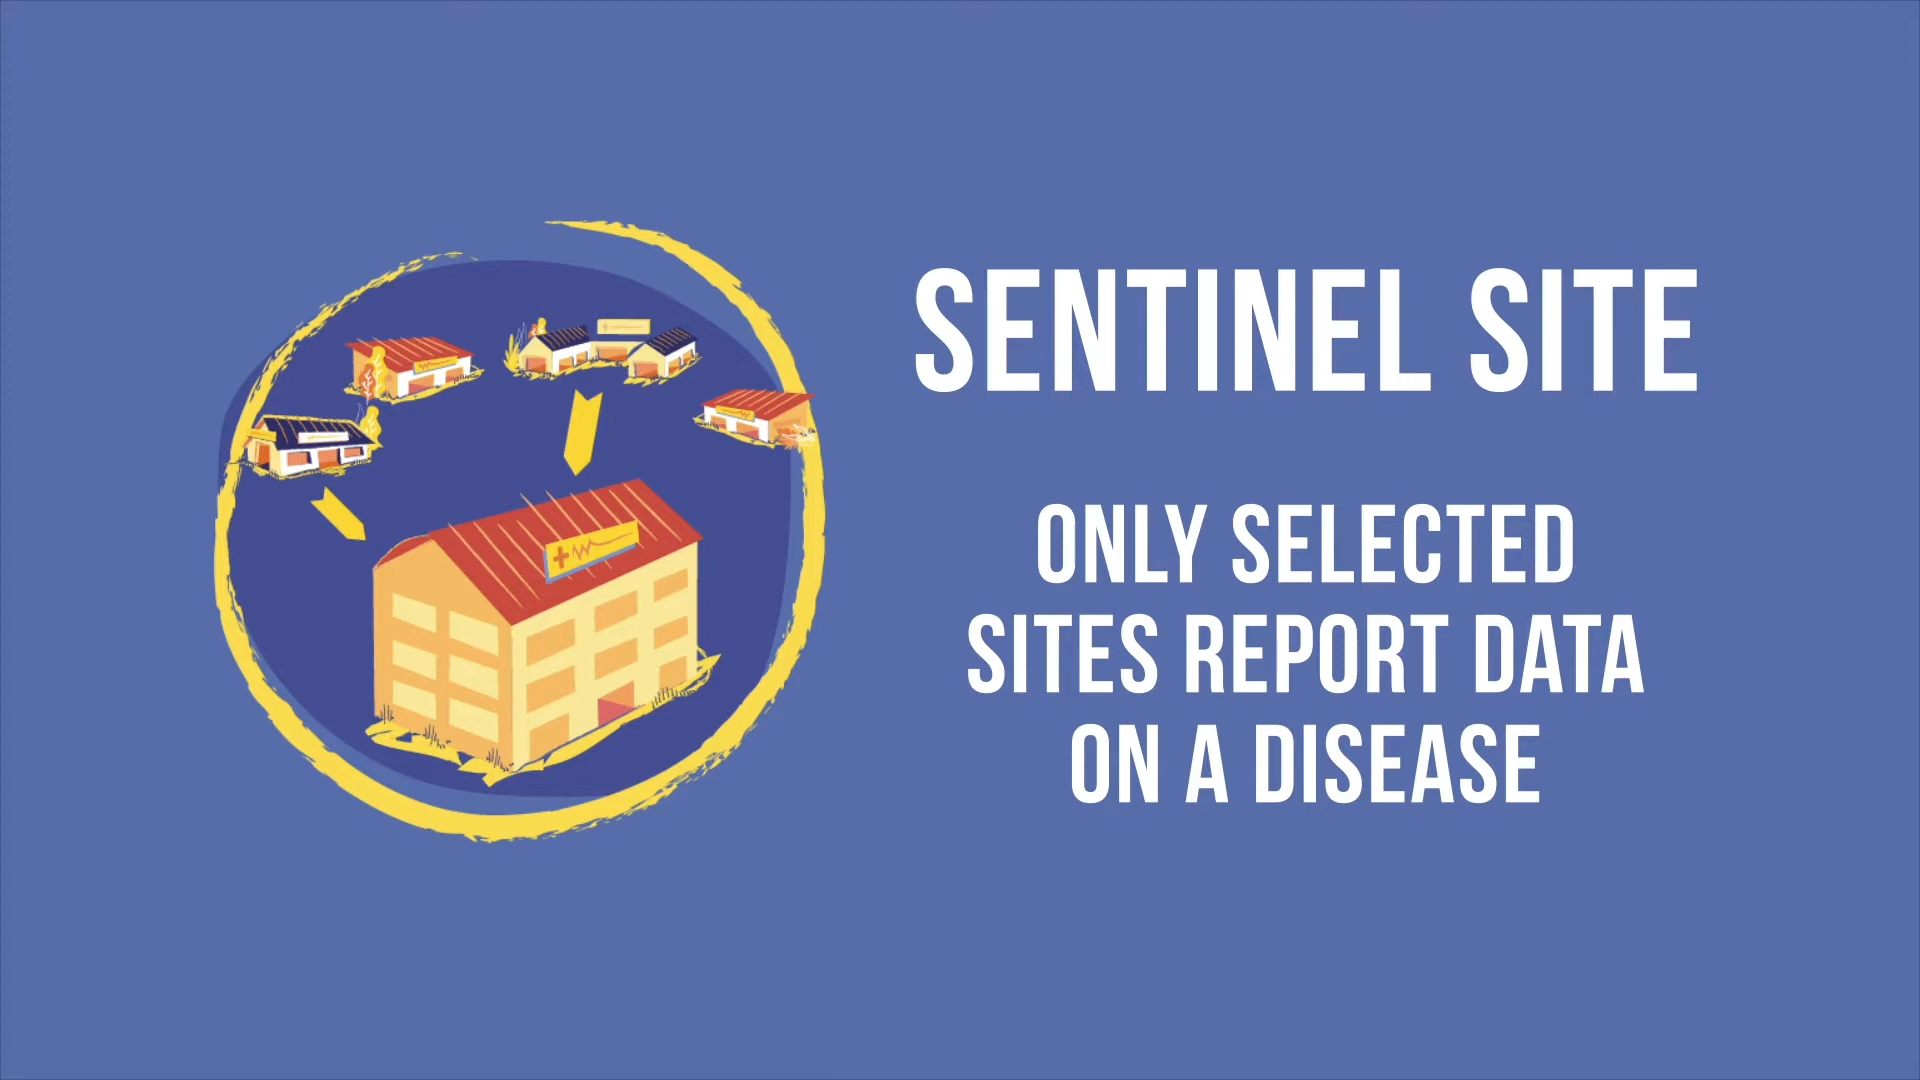 SENTINEL SITE
ONLY SELECTED
SITES REPORT DATA
ON A DISEASE